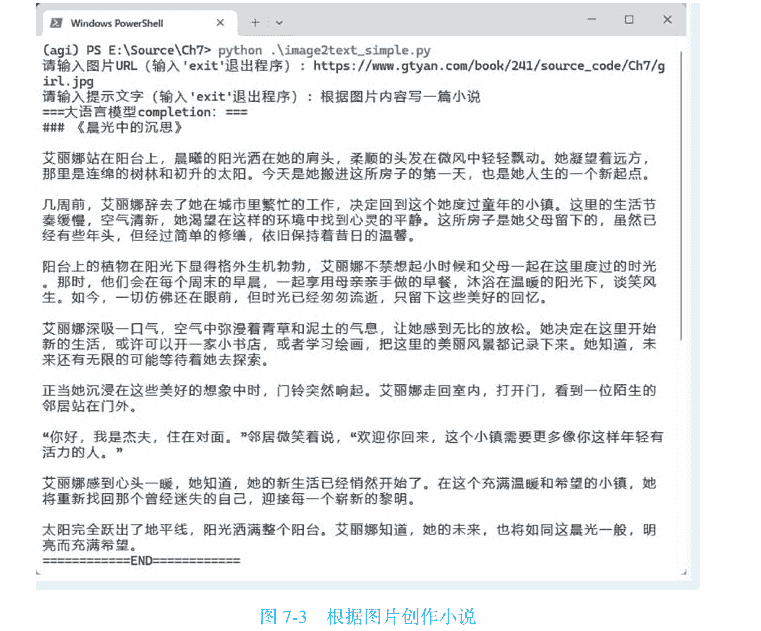 Windows PowerShell
(agi) PS E:\Source\Ch7> python .\image2text_simple.py
请输入图片URL（输入'exit'退出程序）: https://www.gtyan.com/book/241/source_code/Ch7/g
irl.jpg
请输入提示文字（输入'exit'退出程序）: 根据图片内容写一篇小说
===大语言模型completion: ===
### 《晨光中的沉思》
艾丽娜站在阳台上，晨曦的阳光洒在她的肩头，柔顺的头发在微风中轻轻飘动。她凝望着远方，
那里是连绵的树林和初升的太阳。今天是她搬进这所房子的第一天，也是她人生的一个新起点。
几周前，艾丽娜辞去了她在城市里繁忙的工作，决定回到这个她度过童年的小镇。这里的生活节
奏缓慢，空气清新，她渴望在这样的环境中找到心灵的平静。这所房子是她父母留下的，虽然已
经有些年头，但经过简单的修缮，依旧保持着昔日的温馨。
阳台上的植物在阳光下显得格外生机勃勃，艾丽娜不禁想起小时候和父母一起在这里度过的时光
。那时，他们会在每个周末的早晨，一起享用母亲亲手做的早餐，沐浴在温暖的阳光下，谈笑风
生。如今，一切仿佛还在眼前，但时光已经匆匆流逝，只留下这些美好的回忆。
艾丽娜深吸一口气，空气中弥漫着青草和泥土的气息，让她感到无比的放松。她决定在这里开始
新的生活，或许可以开一家小书店，或者学习绘画，把这里的美丽风景都记录下来。她知道，未
来还有无限的可能等待着她去探索。
正当她沉浸在这些美好的想象中时，门铃突然响起。艾丽娜走回室内，打开门，看到一位陌生的
邻居站在门外。
“你好，我是杰夫，住在对面。”邻居微笑着说，“欢迎你回来，这个小镇需要更多像你这样年轻有
活力的人。”
艾丽娜感到心头一暖，她知道，她的新生活已经悄然开始了。在这个充满温暖和希望的小镇，她
将重新找回那个曾经迷失的自己，迎接每一个崭新的黎明。
太阳完全跃出了地平线，阳光洒满整个阳台。艾丽娜知道，她的未来，也将如同这晨光一般，明
亮而充满希望。
============END============
图 7-3 根据图片创作小说